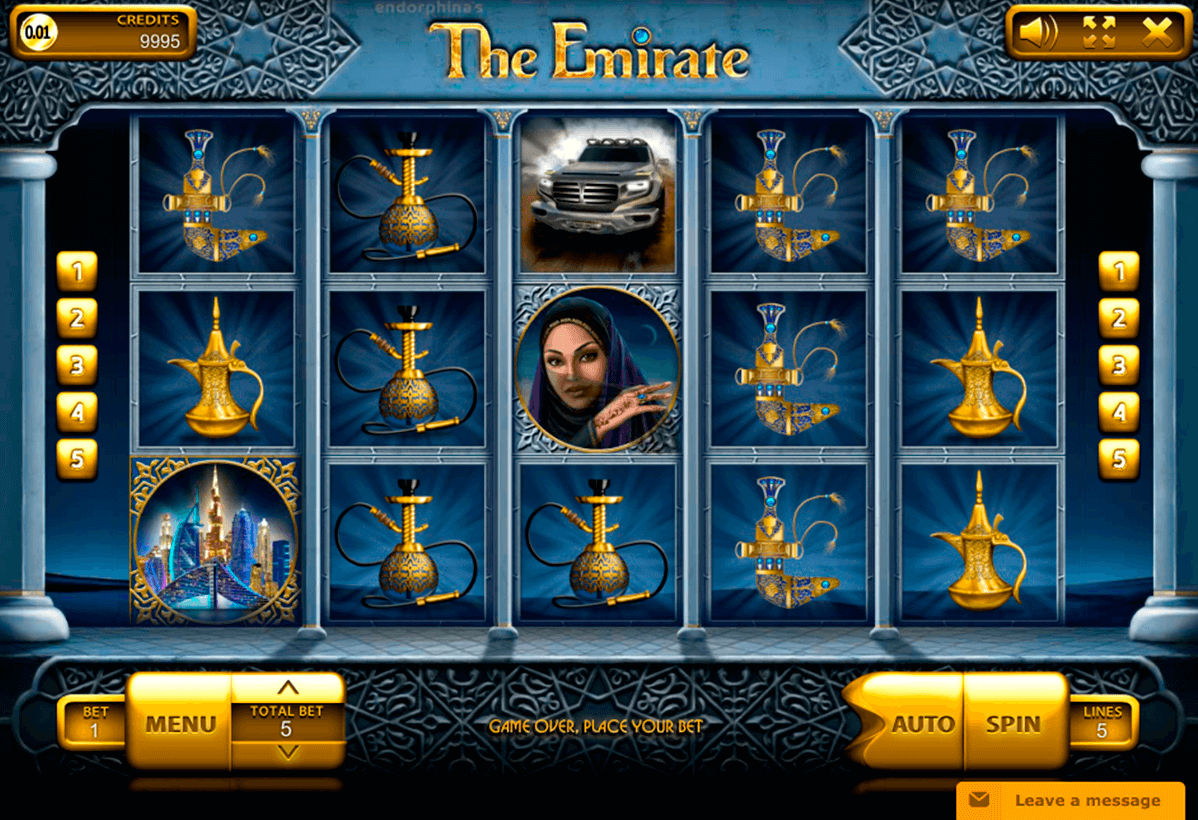 endorphina's
The Emirate
0.01
CREDITS
9995
1
2
3
4
5
1
2
3
4
5
BET
1
MENU
TOTAL BET
5
GAME OVER, PLACE YOUR BET
AUTO
SPIN
LINES
5
Leave a message